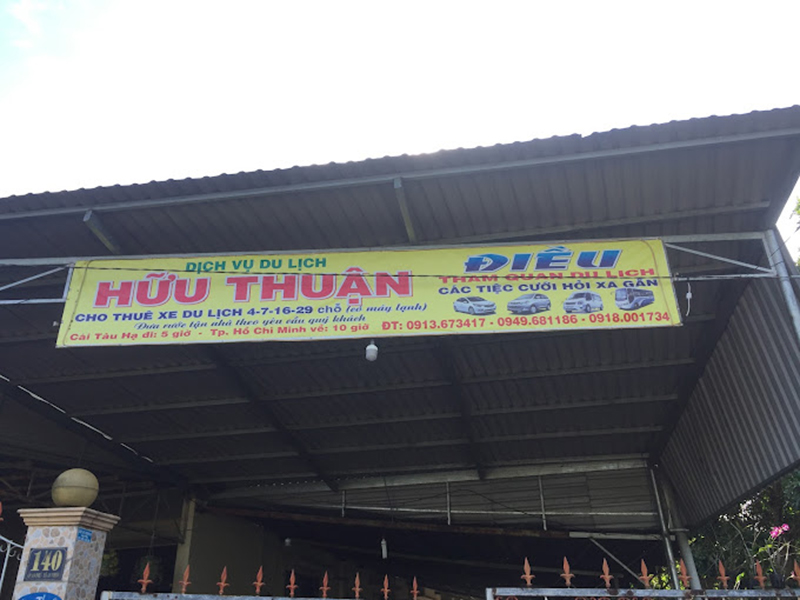 DỊCH VỤ DU LỊCH
HỮU THUẬN
CHO THUÊ XE DU LỊCH 4-7-16-29 chỗ (có máy lạnh)
Đưa rước tận nhà theo yêu cầu quý khách
Cái Tàu Hạ đi: 5 giờ - Tp. Hồ Chí Minh về: 10 giờ
ĐIỀU
THAM QUAN DU LỊCH
CÁC TIỆC CƯỚI HỎI XA GẦN
ĐT: 0913.673417 - 0949.681186 - 0918.001734
140